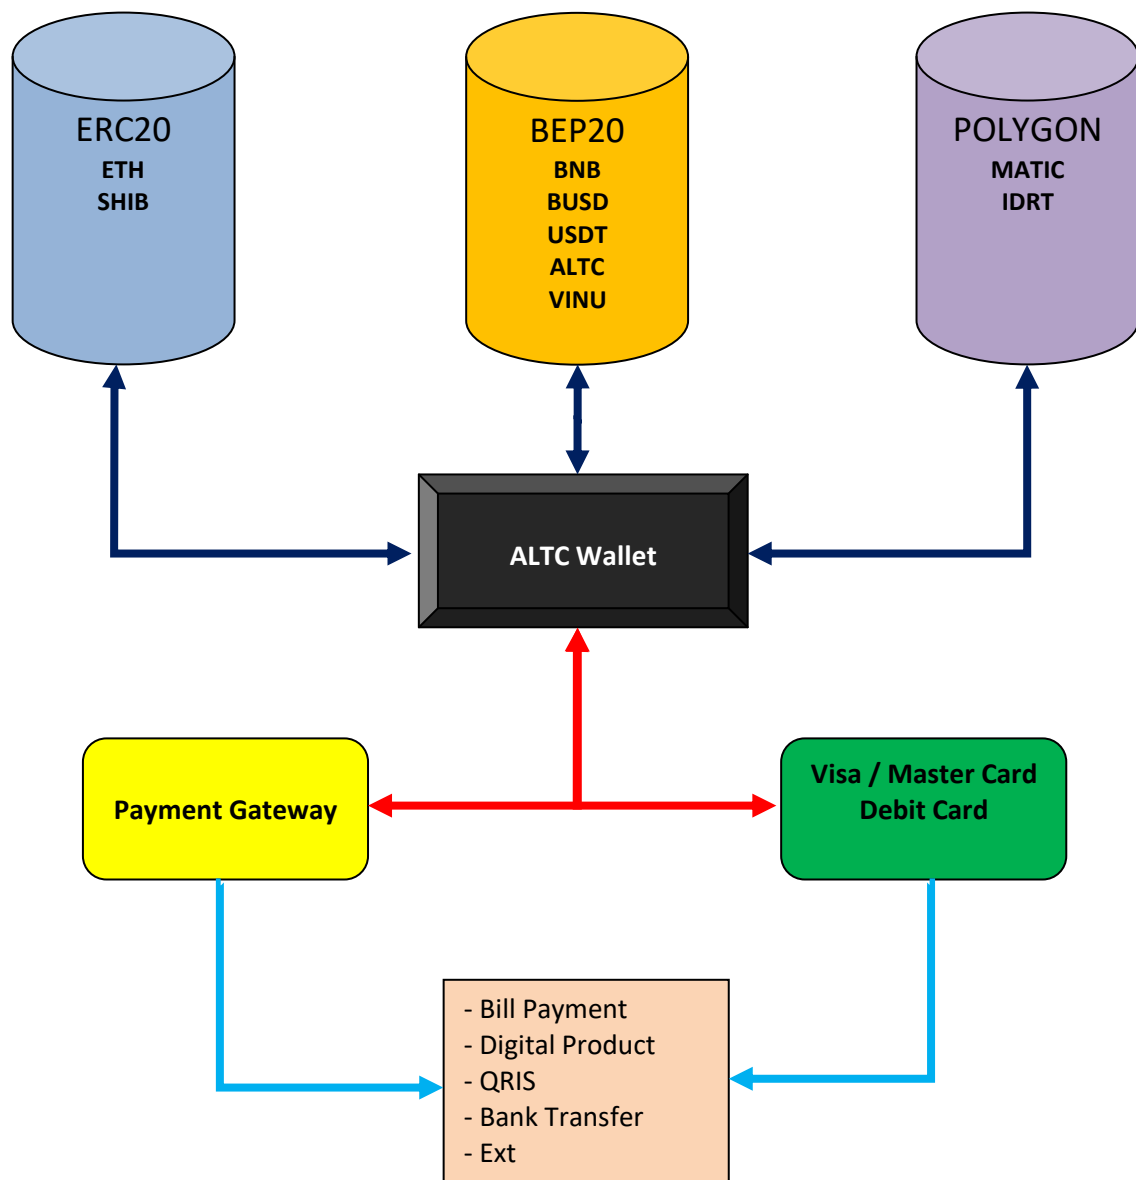 ERC20
ETH
SHIB
BEP20
BNB
BUSD
USDT
ALTC
VINU
POLYGON
MATIC
IDRT
ALTC Wallet
Payment Gateway
Visa / Master Card
Debit Card
- Bill Payment
- Digital Product
- QRIS
- Bank Transfer
- Ext